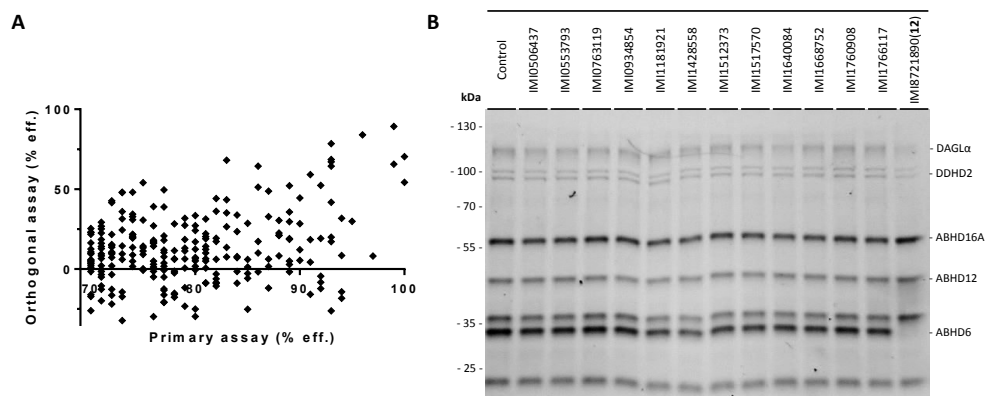 A
B
Orthogonal assay (% eff.)
100
50
0
70
80
90
100
Primary assay (% eff.)
Control
IMI0506437
IMI0553793
IMI0763119
IMI0934854
IMI1181921
IMI1428558
IMI1512373
IMI1517570
IMI1640084
IMI1668752
IMI1760908
IMI1766117
IMI8721890(12)
kDa
- 130 -
- 100 -
- 70 -
- 55 -
- 35 -
- 25 -
DAGLα
DDHD2
ABHD16A
ABHD12
ABHD6